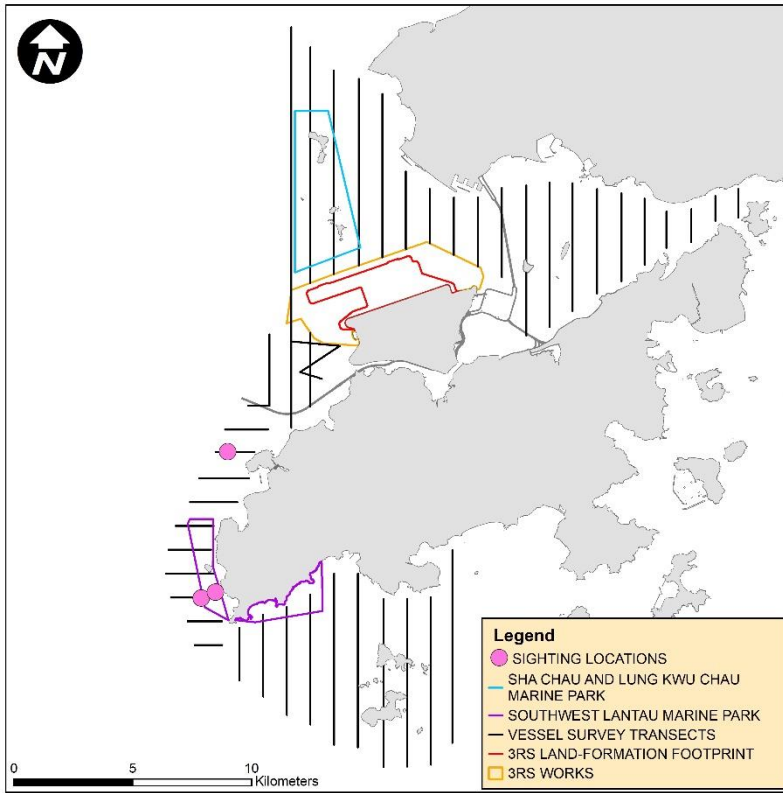 N
Legend
SIGHTING LOCATIONS
SHA CHAU AND LUNG KWU CHAU
MARINE PARK
SOUTHWEST LANTAU MARINE PARK
VESSEL SURVEY TRANSECTS
3RS LAND-FORMATION FOOTPRINT
3RS WORKS
0 5 10
Kilometers